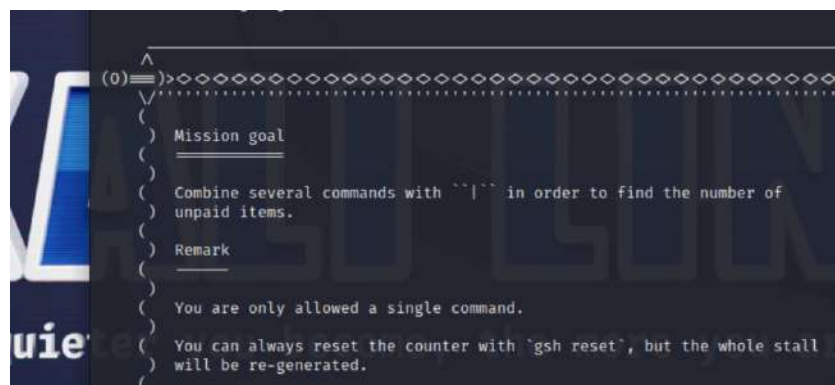 Mission goal
Combine several commands with ``|`` in order to find the number of
unpaid items.
Remark
You are only allowed a single command.
You can always reset the counter with `gsh reset`, but the whole stall
will be re-generated.